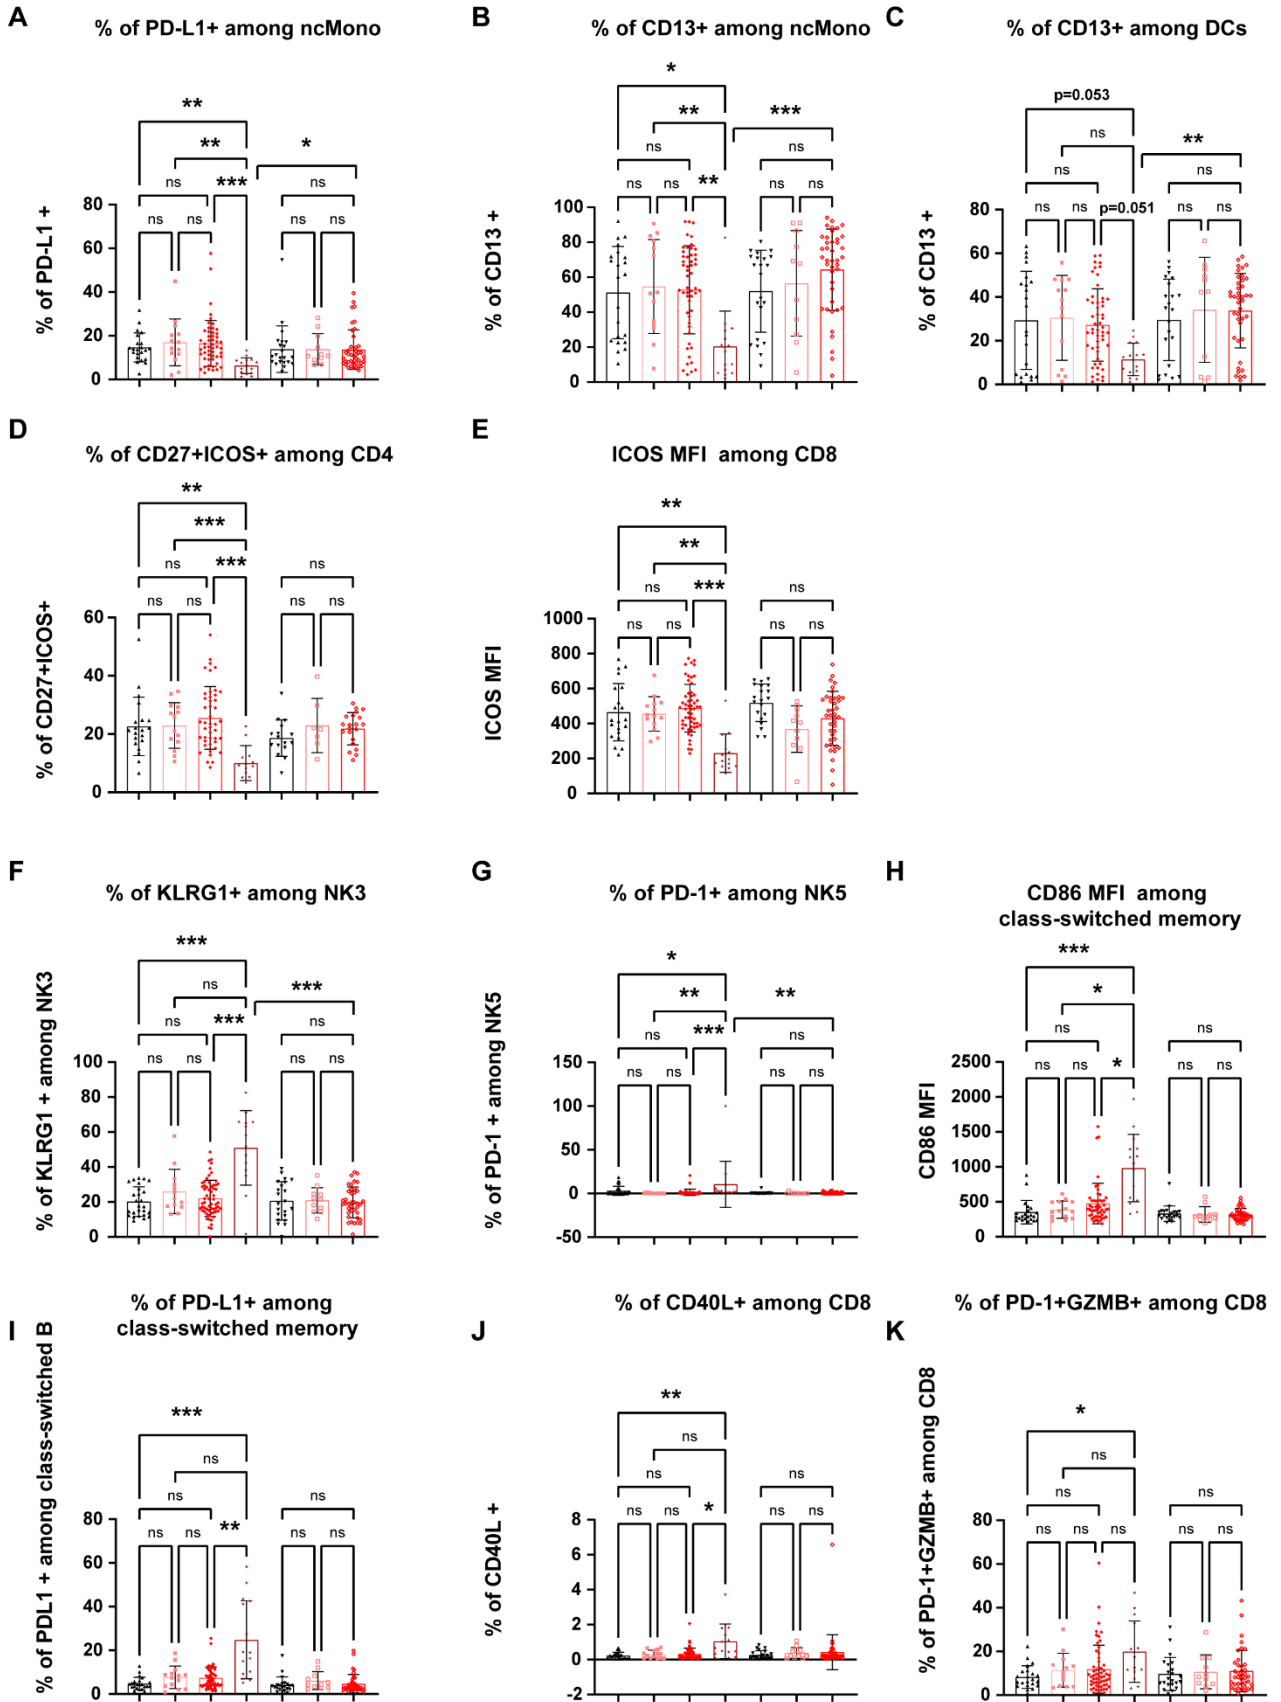 A
% of PD-L1+ among ncMono
** 
** 
*
ns
***
ns
ns
ns
ns
ns
% of PD-L1 +
80
60
40
20
0
B
% of CD13+ among ncMono
*
**
***
ns
ns
ns
ns
**
ns
ns
% of CD13 +
100
80
60
40
20
0
C
% of CD13+ among DCs
p=0.053
ns
**
ns
ns
ns
ns
p=0.051
ns
ns
% of CD13 +
80
60
40
20
0
D
% of CD27+ICOS+ among CD4
**
***
ns
***
ns
ns
ns
ns
ns
% of CD27+ICOS+
60
40
20
0
E
ICOS MFI among CD8
**
**
ns
***
ns
ns
ns
ns
ns
ICOS MFI
1000
800
600
400
200
0
F
% of KLRG1+ among NK3
***
ns
***
ns
***
ns
ns
ns
ns
ns
% of KLRG1 + among NK3
100
80
60
40
20
0
G
% of PD-1+ among NK5
*
**
**
***
ns
ns
ns
ns
ns
% of PD-1 + among NK5
150
100
50
0
-50
H
CD86 MFI among
class-switched memory
***
*
ns
ns
ns
ns
*
ns
ns
CD86 MFI
2500
2000
1500
1000
500
0
I
% of PD-L1+ among
class-switched memory
***
ns
ns
ns
ns
ns
**
ns
ns
% of PDL1 + among class-switched B
80
60
40
20
0
J
% of CD40L+ among CD8
**
ns
ns
ns
ns
ns
*
ns
ns
% of CD40L +
8
6
4
2
0
-2
K
% of PD-1+GZMB+ among CD8
*
ns
ns
ns
ns
ns
ns
ns
ns
% of PD-1+GZMB+ among CD8
80
60
40
20
0